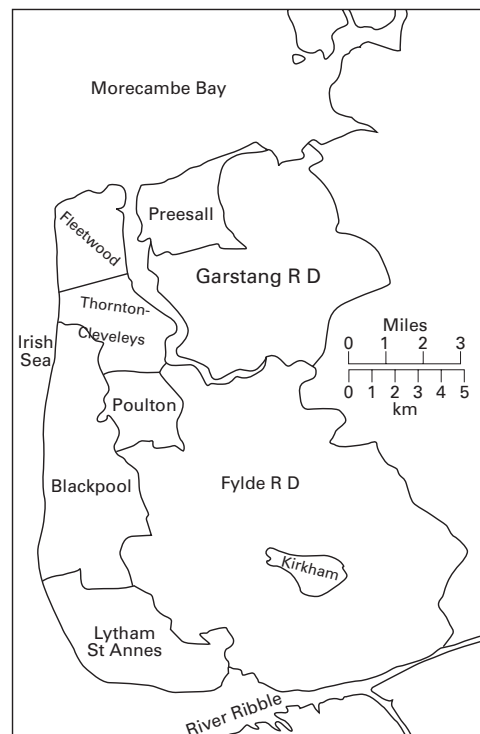 Morecambe Bay
Preesall
Fleetwood
Garstang R D
Thornton-
Cleveleys
Irish
Sea
Miles
0 1 2 3
0 1 2 3 4 5
km
Poulton
Blackpool
Fylde R D
Kirkham
Lytham
St Annes
River Ribble